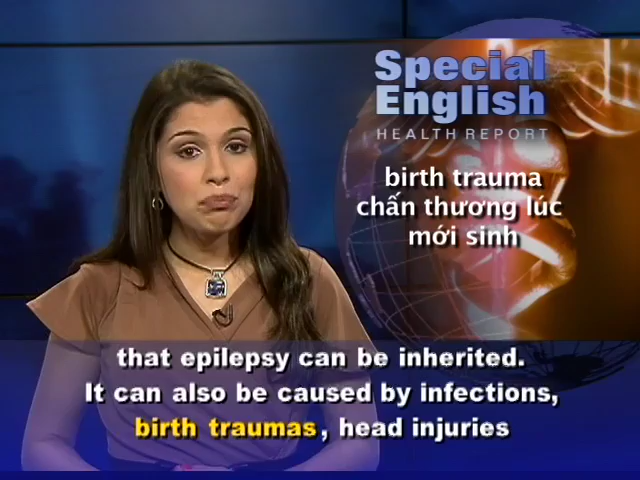 Special
English
HEALTH REPORT
birth trauma
chấn thương lúc
mới sinh
that epilepsy can be inherited.
It can also be caused by infections,
birth traumas, head injuries